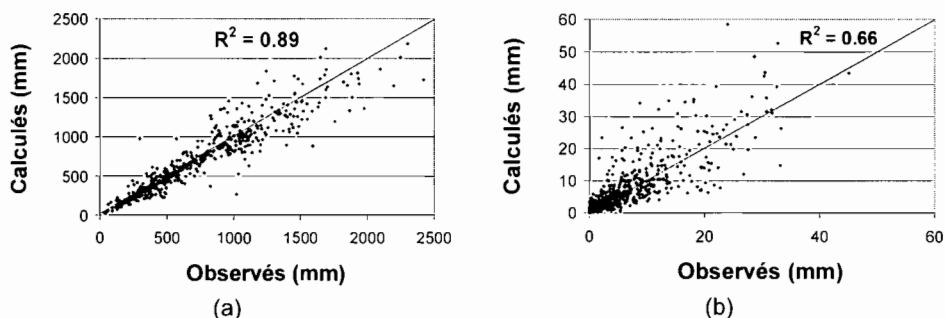 R² = 0.89
Calculés (mm)
2500
2000
1500
1000
500
0
0 500 1000 1500 2000 2500
Observés (mm)
(a)
R² = 0.66
Calculés (mm)
60
50
40
30
20
10
0
0 20 40 60
Observés (mm)
(b)